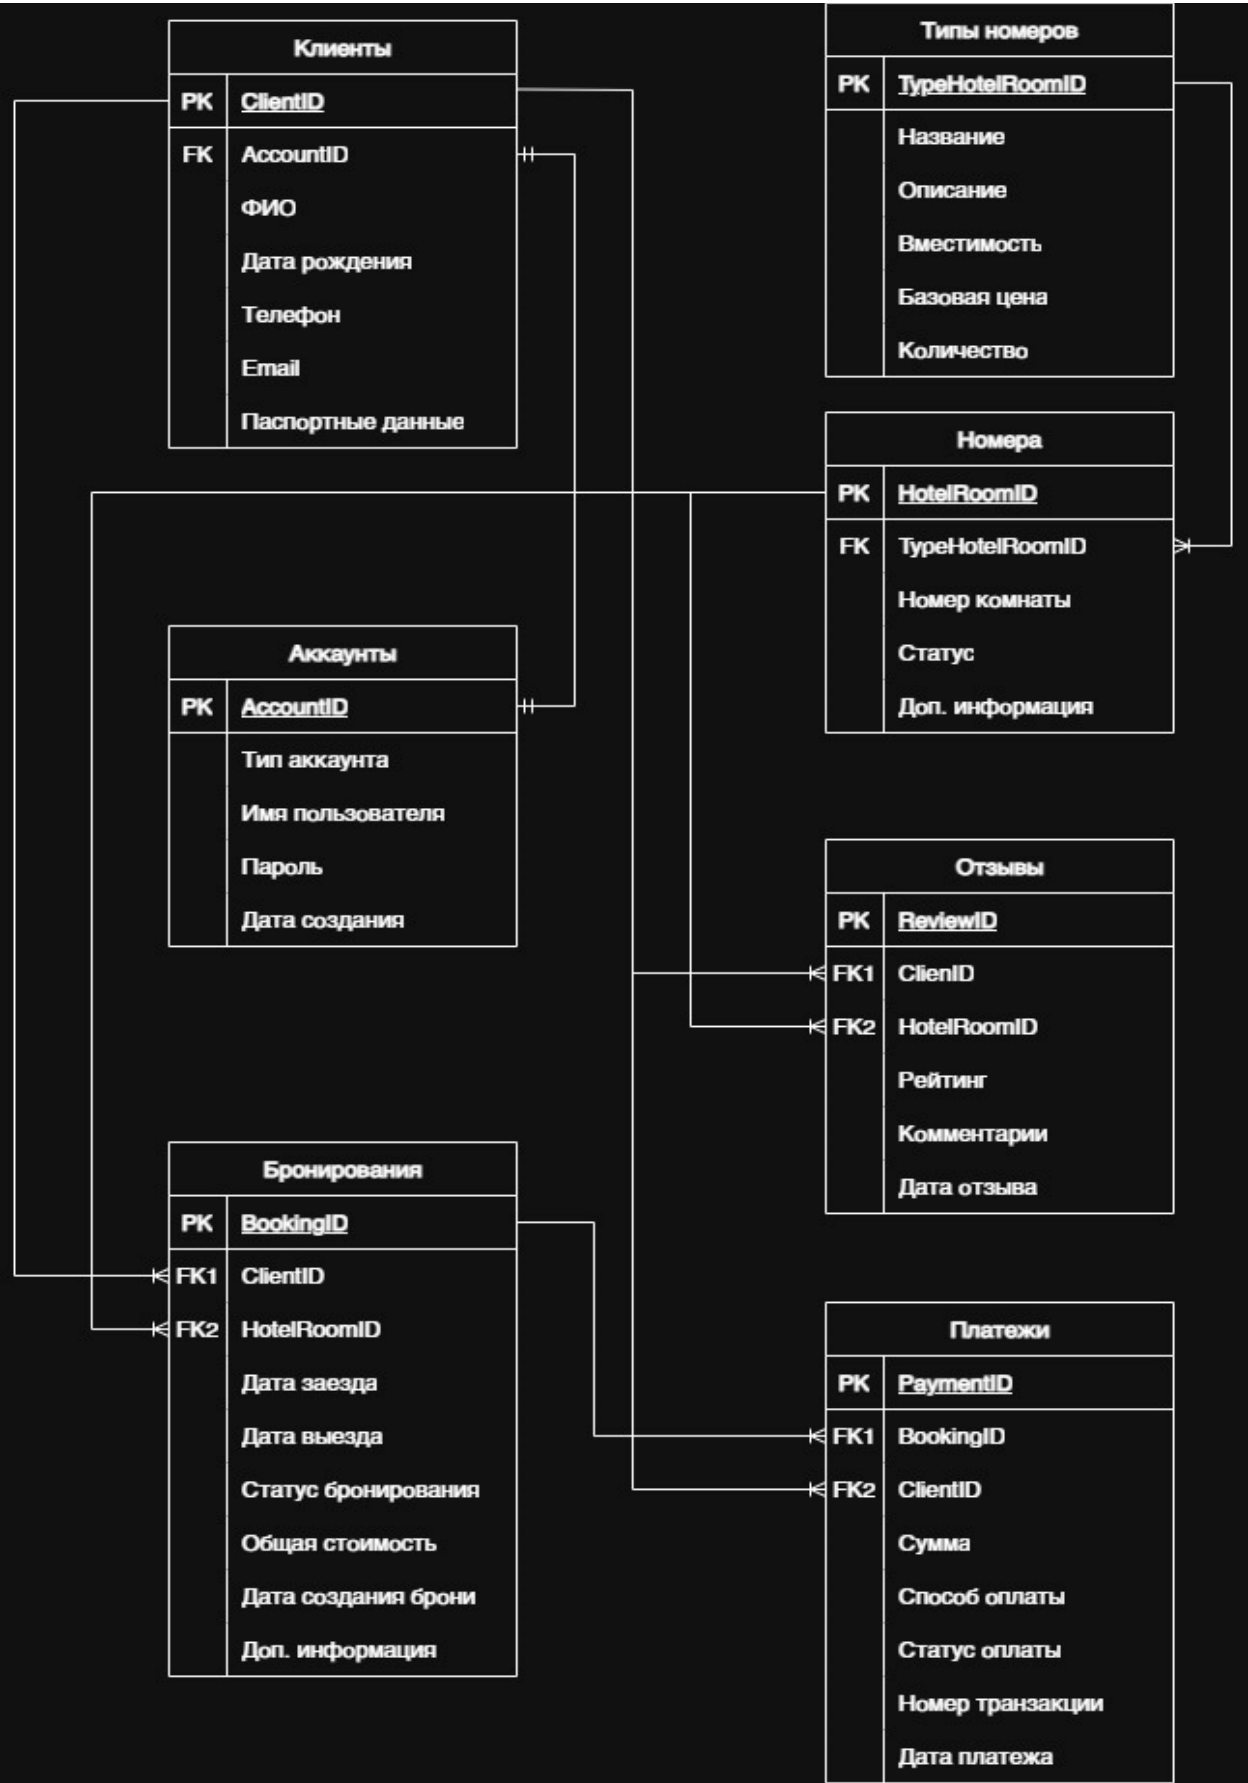 Клиенты
PK ClientID
FK AccountID
ФИО
Дата рождения
Телефон
Email
Паспортные данные
Типы номеров
PK TypeHotelRoomID
Название
Описание
Вместимость
Базовая цена
Количество
Номера
PK HotelRoomID
FK TypeHotelRoomID
Номер комнаты
Статус
Доп. информация
Аккаунты
PK AccountID
Тип аккаунта
Имя пользователя
Пароль
Дата создания
Отзывы
PK ReviewID
FK1 ClienID
FK2 HotelRoomID
Рейтинг
Комментарии
Дата отзыва
Бронирования
PK BookingID
FK1 ClientID
FK2 HotelRoomID
Дата заезда
Дата выезда
Статус бронирования
Общая стоимость
Дата создания брони
Доп. информация
Платежи
PK PaymentID
FK1 BookingID
FK2 ClientID
Сумма
Способ оплаты
Статус оплаты
Номер транзакции
Дата платежа